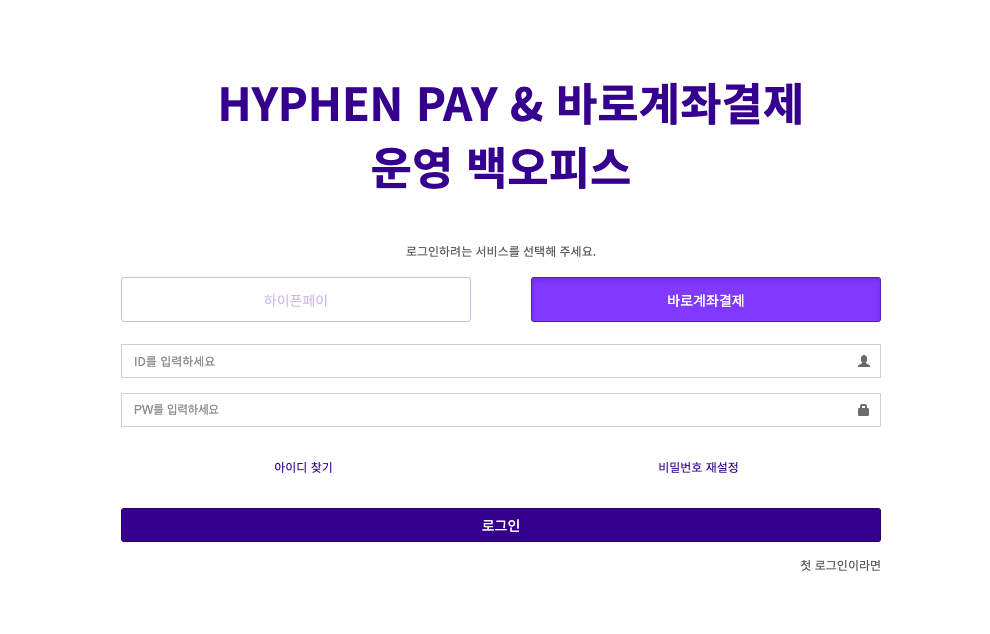 HYPHEN PAY & 바로계좌결제
운영 백오피스
로그인하려는 서비스를 선택해 주세요.
하이픈페이
바로계좌결제
ID를 입력하세요
PW를 입력하세요
아이디 찾기
비밀번호 재설정
로그인
첫 로그인이라면